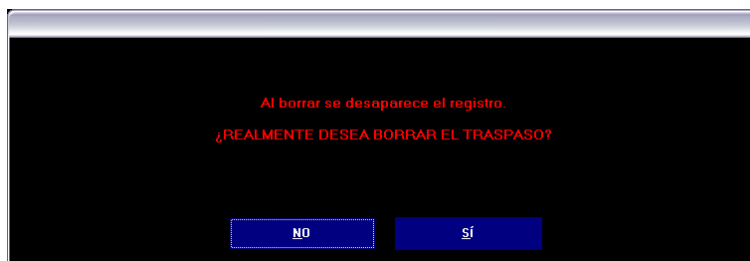 Al borrar se desaparece el registro.
¿REALMENTE DESEA BORRAR EL TRASPASO?
NO SÍ